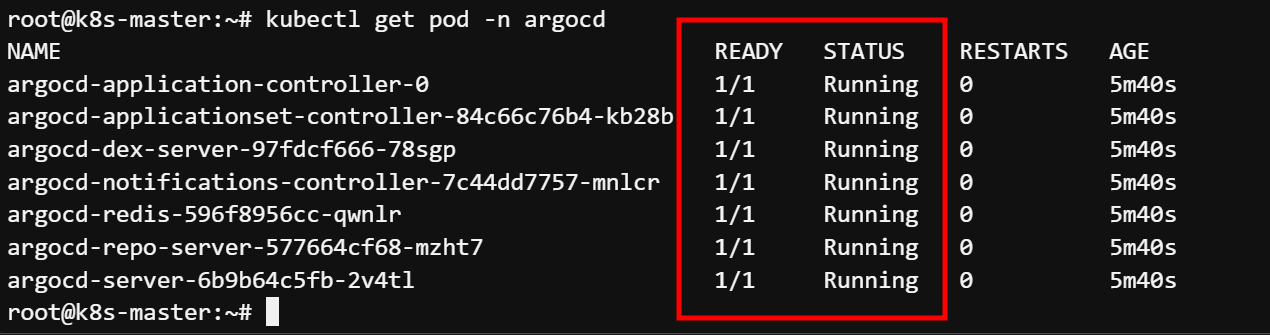 root@k8s-master:~# kubectl get pod -n argocd
NAME READY STATUS RESTARTS AGE
argocd-application-controller-0 1/1 Running 0 5m40s
argocd-applicationset-controller-84c66c76b4-kb28b 1/1 Running 0 5m40s
argocd-dex-server-97fdcf666-78sgp 1/1 Running 0 5m40s
argocd-notifications-controller-7c44dd7757-mnlcr 1/1 Running 0 5m40s
argocd-redis-596f8956cc-qwnlr 1/1 Running 0 5m40s
argocd-repo-server-577664cf68-mzht7 1/1 Running 0 5m40s
argocd-server-6b9b64c5fb-2v4tl 1/1 Running 0 5m40s
root@k8s-master:~#